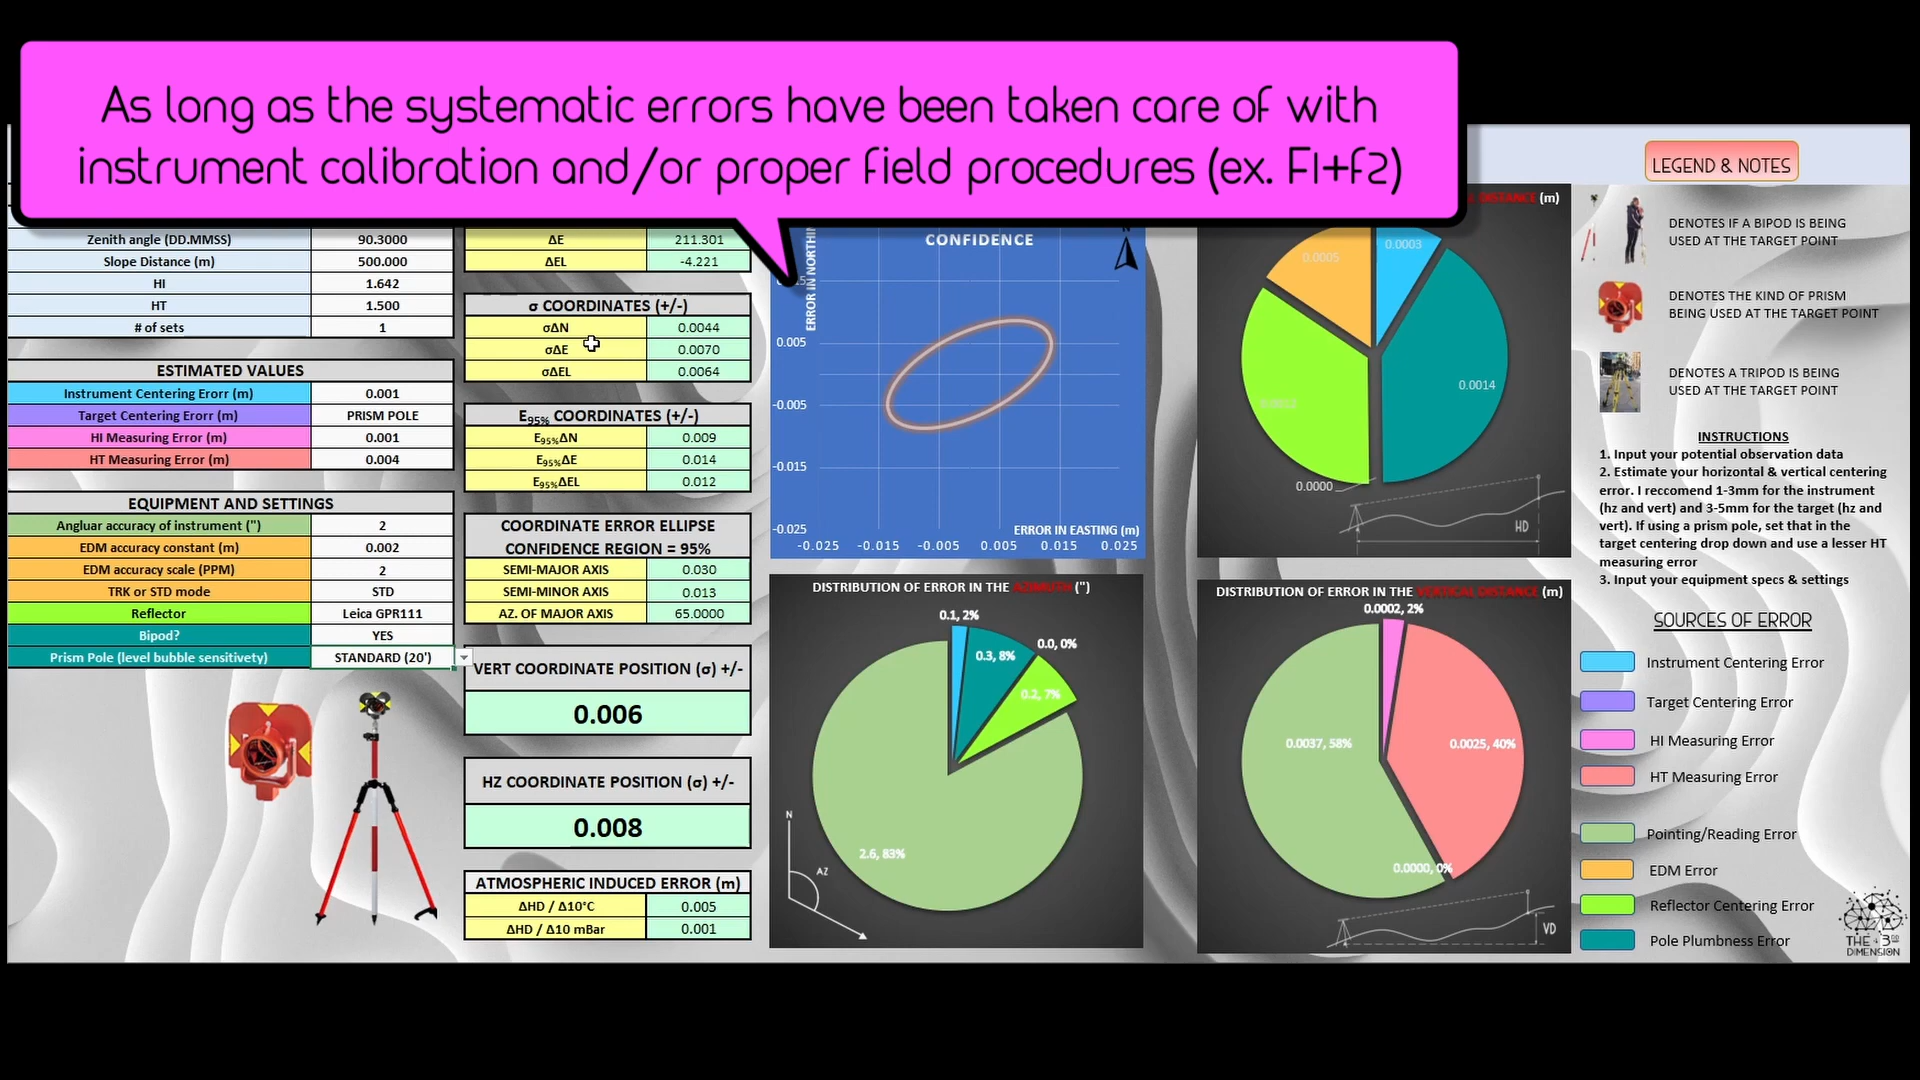 As long as the systematic errors have been taken care of with
instrument calibration and/or proper field procedures (ex. F1+f2)
Zenith angle (DD.MMSS) 90.3000
Slope Distance (m) 500.000
HI 1.642
HT 1.500
# of sets 1
ESTIMATED VALUES
Instrument Centering Erorr (m) 0.001
Target Centering Erorr (m) PRISM POLE
HI Measuring Error (m) 0.001
HT Measuring Error (m) 0.004
EQUIPMENT AND SETTINGS
Angluar accuracy of instrument (") 2
EDM accuracy constant (m) 0.002
EDM accuracy scale (PPM) 2
TRK or STD mode STD
Reflector Leica GPR111
Bipod? YES
Prism Pole (level bubble sensitivety) STANDARD (20')
ΔE 211.301
ΔEL -4.221
σ COORDINATES (+/-)
σΔN 0.0044
σΔE 0.0070
σΔEL 0.0064
E95% COORDINATES (+/-)
E95%ΔN 0.009
E95%ΔE 0.014
E95%ΔEL 0.012
COORDINATE ERROR ELLIPSE
CONFIDENCE REGION = 95%
SEMI-MAJOR AXIS 0.030
SEMI-MINOR AXIS 0.013
AZ. OF MAJOR AXIS 65.0000
VERT COORDINATE POSITION (σ) +/-
0.006
HZ COORDINATE POSITION (σ) +/-
0.008
ATMOSPHERIC INDUCED ERROR (m)
ΔHD / Δ10°C 0.005
ΔHD / Δ10 mBar 0.001
CONFIDENCE
ERROR IN NORTHIN
0.005
-0.005
-0.015
-0.025
ERROR IN EASTING (m)
-0.025 -0.015 -0.005 0.005 0.015 0.025
DISTRIBUTION OF ERROR IN THE AZIMUTH (")
0.1, 2%
0.3, 8%
0.0, 0%
0.2, 7%
2.6, 83%
N
AZ
DISTANCE (m)
0.0003
0.0005
0.0014
0.0012
0.0000
HD
DISTRIBUTION OF ERROR IN THE VERTICAL DISTANCE (m)
0.0002, 2%
0.0037, 58%
0.0025, 40%
0.0000, 0%
VD
LEGEND & NOTES
DENOTES IF A BIPOD IS BEING
USED AT THE TARGET POINT
DENOTES THE KIND OF PRISM
BEING USED AT THE TARGET POINT
DENOTES A TRIPOD IS BEING
USED AT THE TARGET POINT
INSTRUCTIONS
1. Input your potential observation data
2. Estimate your horizontal & vertical centering
error. I reccomend 1-3mm for the instrument
(hz and vert) and 3-5mm for the target (hz and
vert). If using a prism pole, set that in the
target centering drop down and use a lesser HT
measuring error
3. Input your equipment specs & settings
SOURCES OF ERROR
Instrument Centering Error
Target Centering Error
HI Measuring Error
HT Measuring Error
Pointing/Reading Error
EDM Error
Reflector Centering Error
Pole Plumbness Error
THE 3RD
DIMENSION